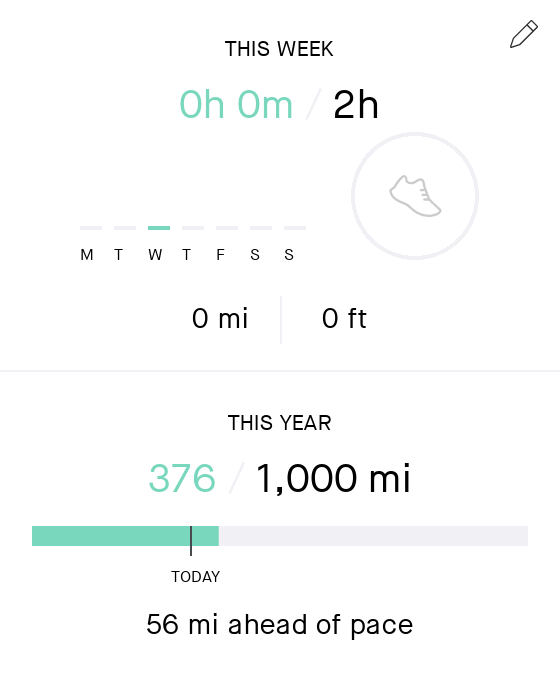 THIS WEEK
0h 0m / 2h
M T W T F S S
0 mi 0 ft
THIS YEAR
376 / 1,000 mi
TODAY
56 mi ahead of pace